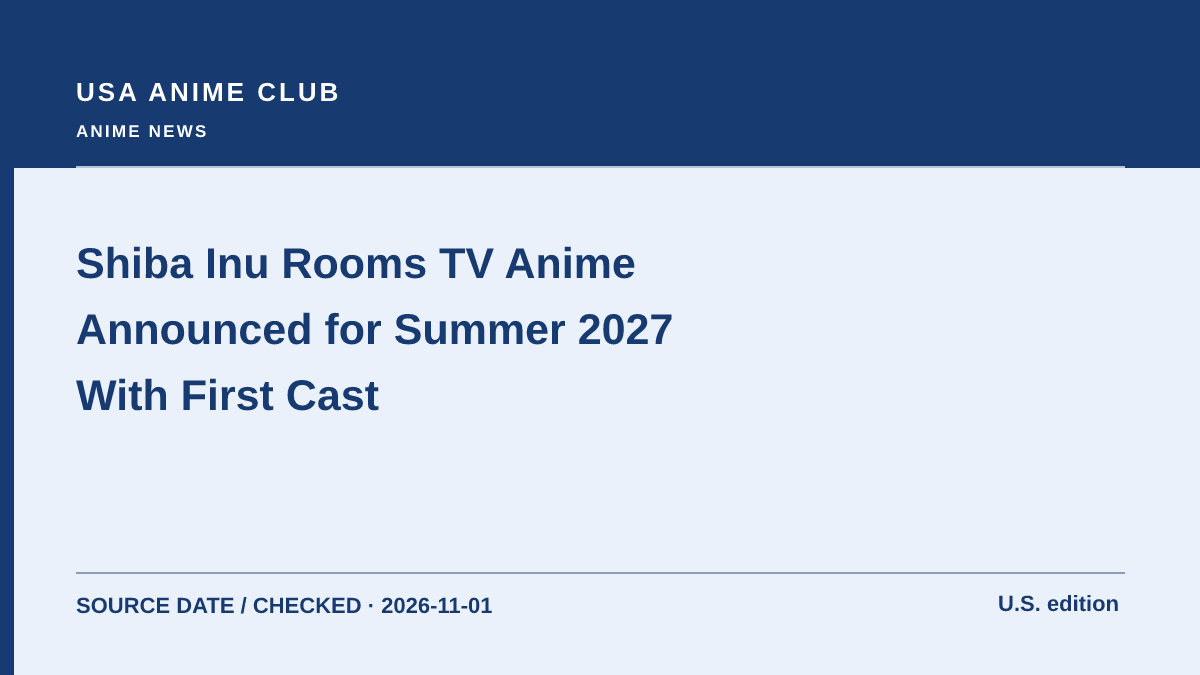 USA ANIME CLUB
ANIME NEWS
Shiba Inu Rooms TV Anime
Announced for Summer 2027
With First Cast
SOURCE DATE / CHECKED · 2026-11-01
U.S. edition